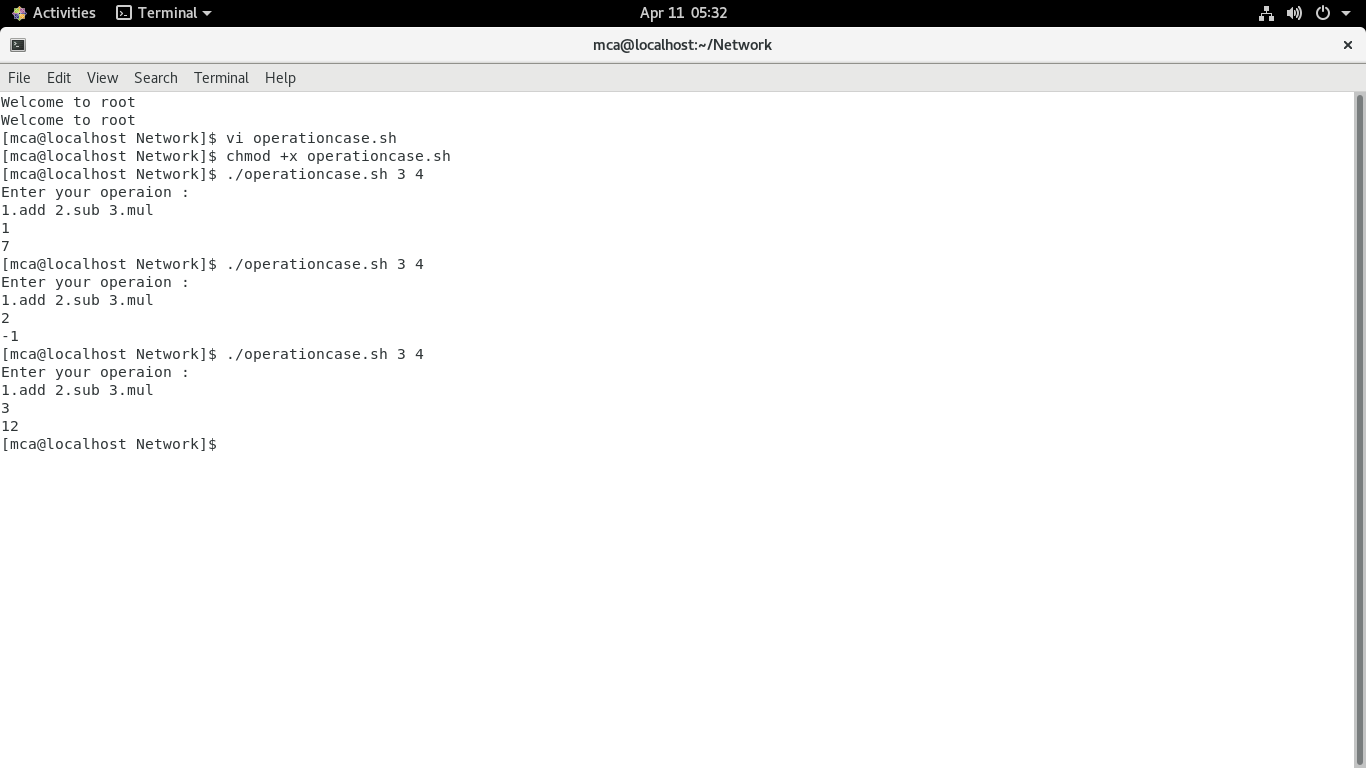 Activities Terminal Apr 11 05:32
mca@localhost:~/Network
File Edit View Search Terminal Help
Welcome to root
Welcome to root
[mca@localhost Network]$ vi operationcase.sh
[mca@localhost Network]$ chmod +x operationcase.sh
[mca@localhost Network]$ ./operationcase.sh 3 4
Enter your operaion :
1.add 2.sub 3.mul
1
7
[mca@localhost Network]$ ./operationcase.sh 3 4
Enter your operaion :
1.add 2.sub 3.mul
2
-1
[mca@localhost Network]$ ./operationcase.sh 3 4
Enter your operaion :
1.add 2.sub 3.mul
3
12
[mca@localhost Network]$